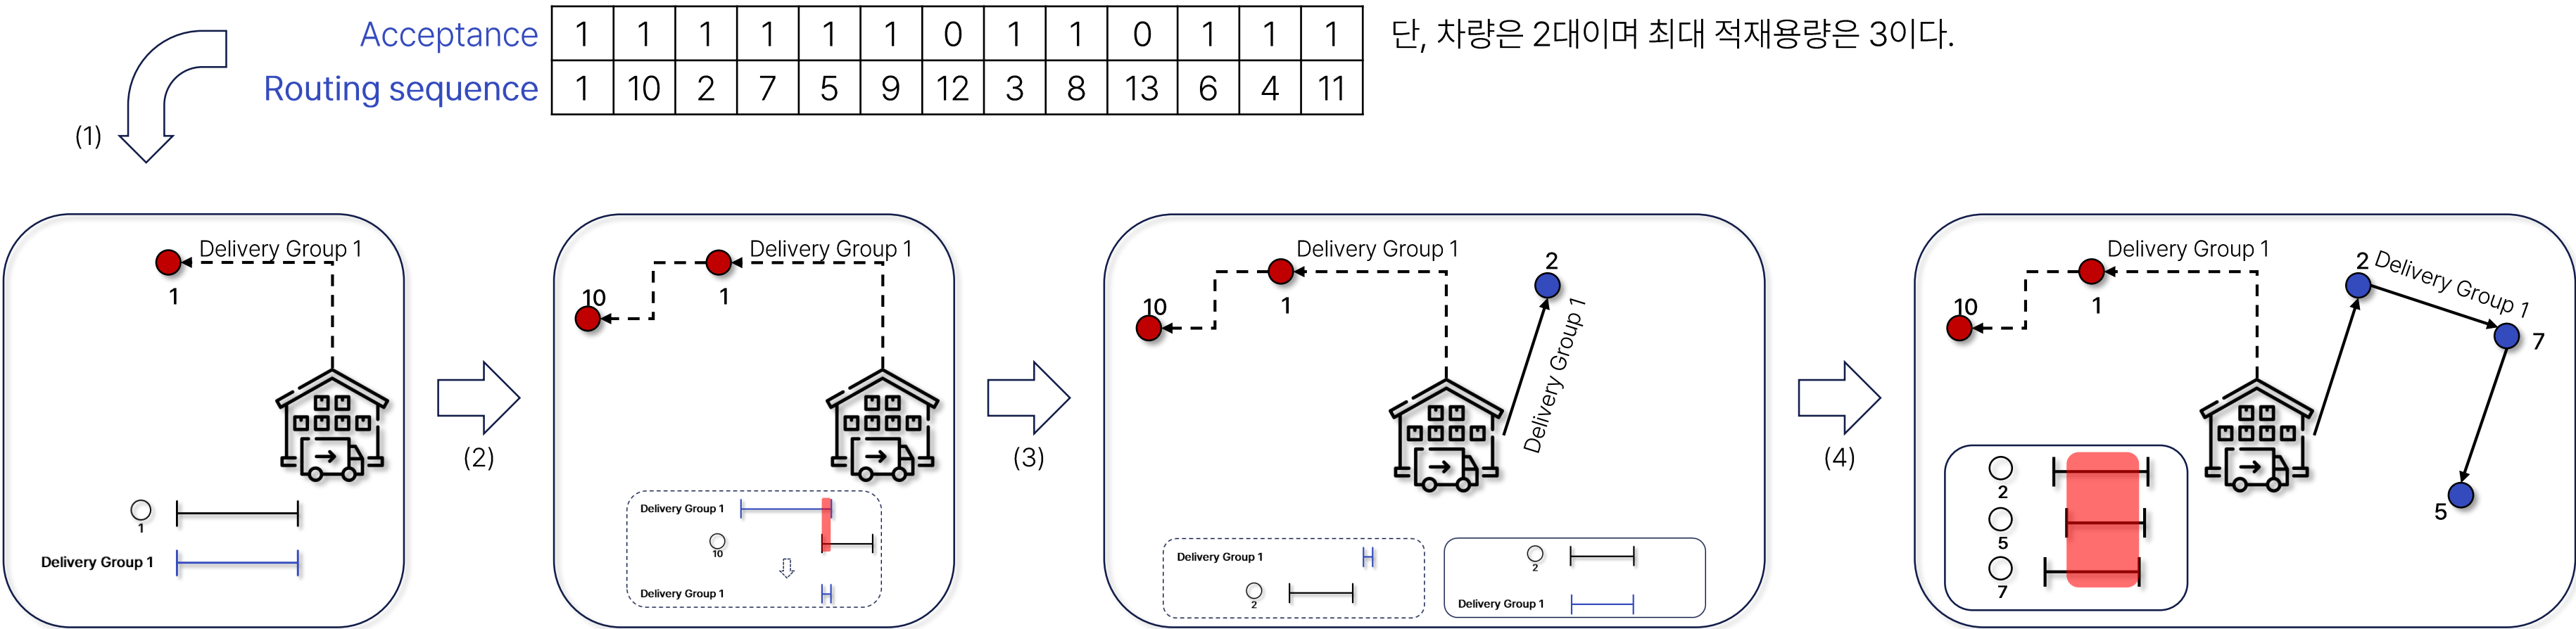 Acceptance 1 1 1 1 1 1 0 1 1 0 1 1 1
단, 차량은 2대이며 최대 적재용량은 3이다.
Routing sequence 1 10 2 7 5 9 12 3 8 13 6 4 11
(1)
Delivery Group 1
1
1
Delivery Group 1
(2)
Delivery Group 1
10
1
Delivery Group 1
10
Delivery Group 1
(3)
Delivery Group 1
10
1
2
Delivery Group 1
Delivery Group 1
2
2
Delivery Group 1
(4)
Delivery Group 1
10
1
2
Delivery Group 1
7
5
2
5
7